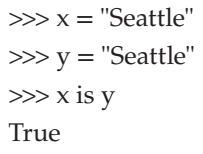 >>> x = "Seattle"
>>> y = "Seattle"
>>> x is y
True